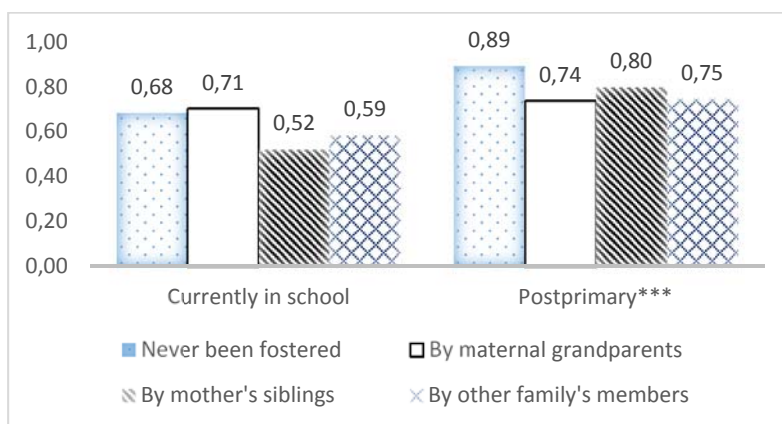 1,00
0,80
0,60
0,40
0,20
0,00
0,68
0,71
0,52
0,59
0,89
0,74
0,80
0,75
Currently in school
Postprimary***
Never been fostered
By maternal grandparents
By mother's siblings
By other family's members